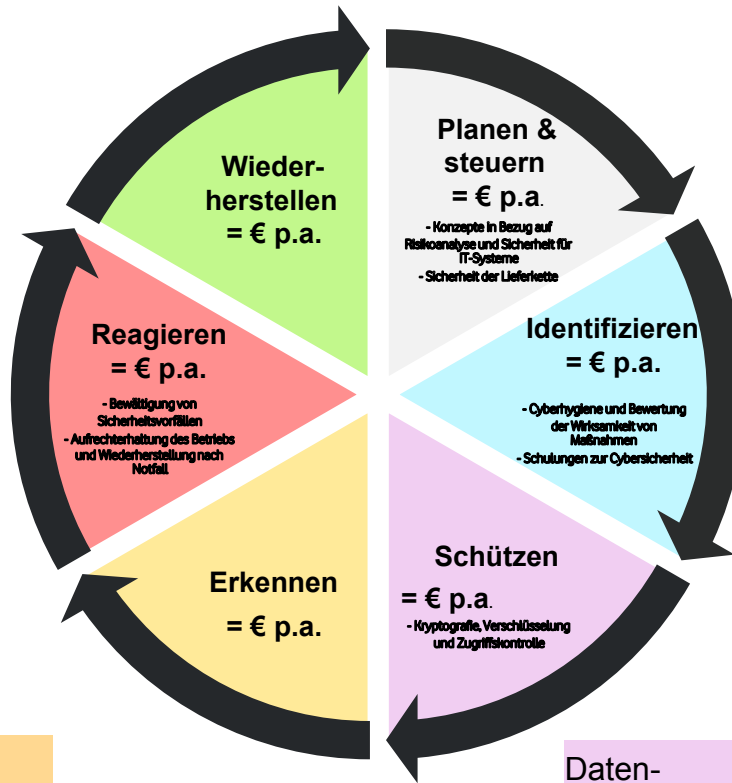 Planen &
steuern
= € p.a.
- Konzepte in Bezug auf
Risikoanalyse und Sicherheit für
IT-Systeme
- Sicherheit der Lieferkette
Identifizieren
= € p.a.
- Cyberhygiene und Bewertung
der Wirksamkeit von
Maßnahmen
- Schulungen zur Cybersicherheit
Schützen
= € p.a.
- Kryptografie, Verschlüsselung
und Zugriffskontrolle
Erkennen
= € p.a.
Reagieren
= € p.a.
- Bewältigung von
Sicherheitsvorfällen
- Aufrechterhaltung des Betriebs
und Wiederherstellung nach
Notfall
Wieder-
herstellen
= € p.a.
Daten-